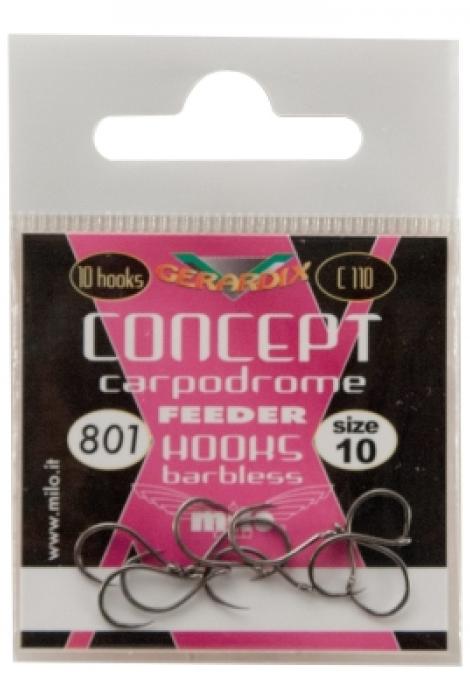 10 hooks
GERARDIX
C 110
CONCEPT
carpodrome
FEEDER
801
HOOKS
size
10
barbless
www.milo.it